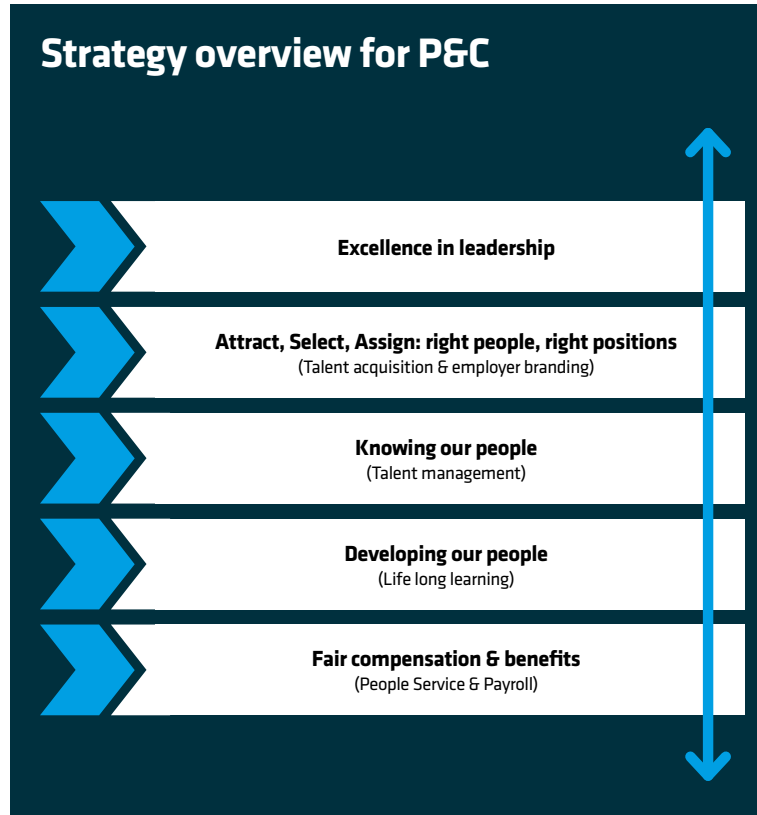 Strategy overview for P&C
Excellence in leadership
Attract, Select, Assign: right people, right positions
(Talent acquisition & employer branding)
Knowing our people
(Talent management)
Developing our people
(Life long learning)
Fair compensation & benefits
(People Service & Payroll)